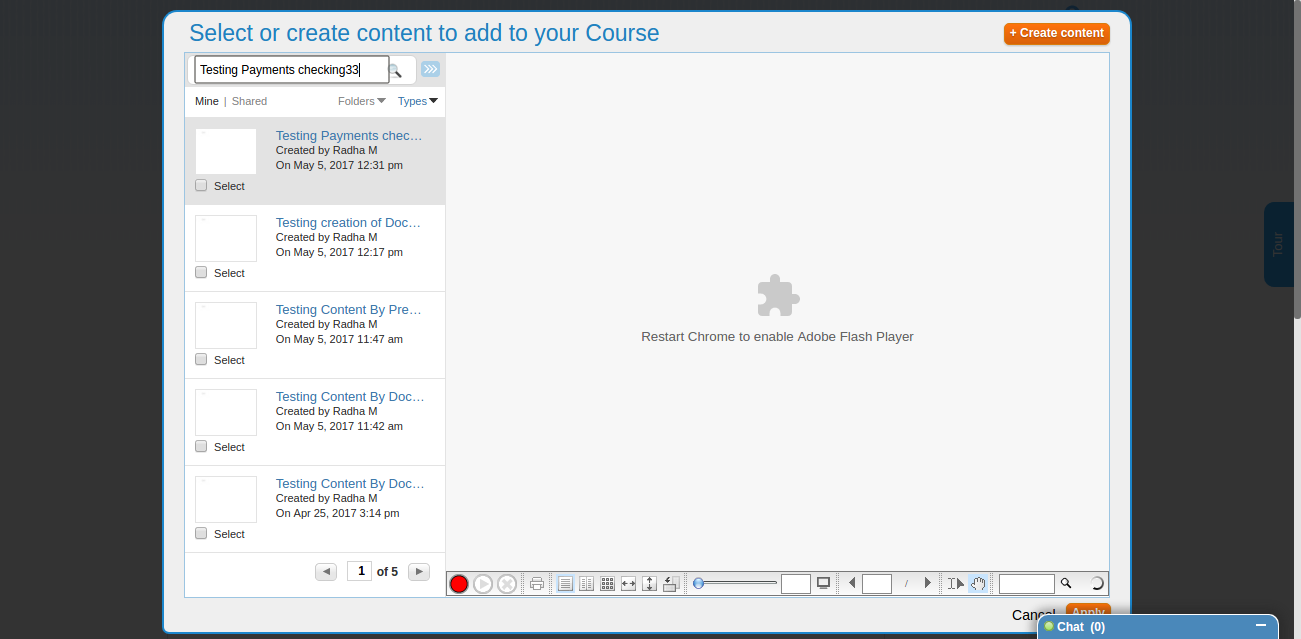 Select or create content to add to your Course
+ Create content
Testing Payments checking33
Mine | Shared
Folders
Types
Testing Payments chec...
Created by Radha M
On May 5, 2017 12:31 pm
Select
Testing creation of Doc...
Created by Radha M
On May 5, 2017 12:17 pm
Select
Testing Content By Pre...
Created by Radha M
On May 5, 2017 11:47 am
Select
Testing Content By Doc...
Created by Radha M
On May 5, 2017 11:42 am
Select
Testing Content By Doc...
Created by Radha M
On Apr 25, 2017 3:14 pm
Select
1 of 5
Restart Chrome to enable Adobe Flash Player
/
Tour
Cancel
Apply
Chat (0)